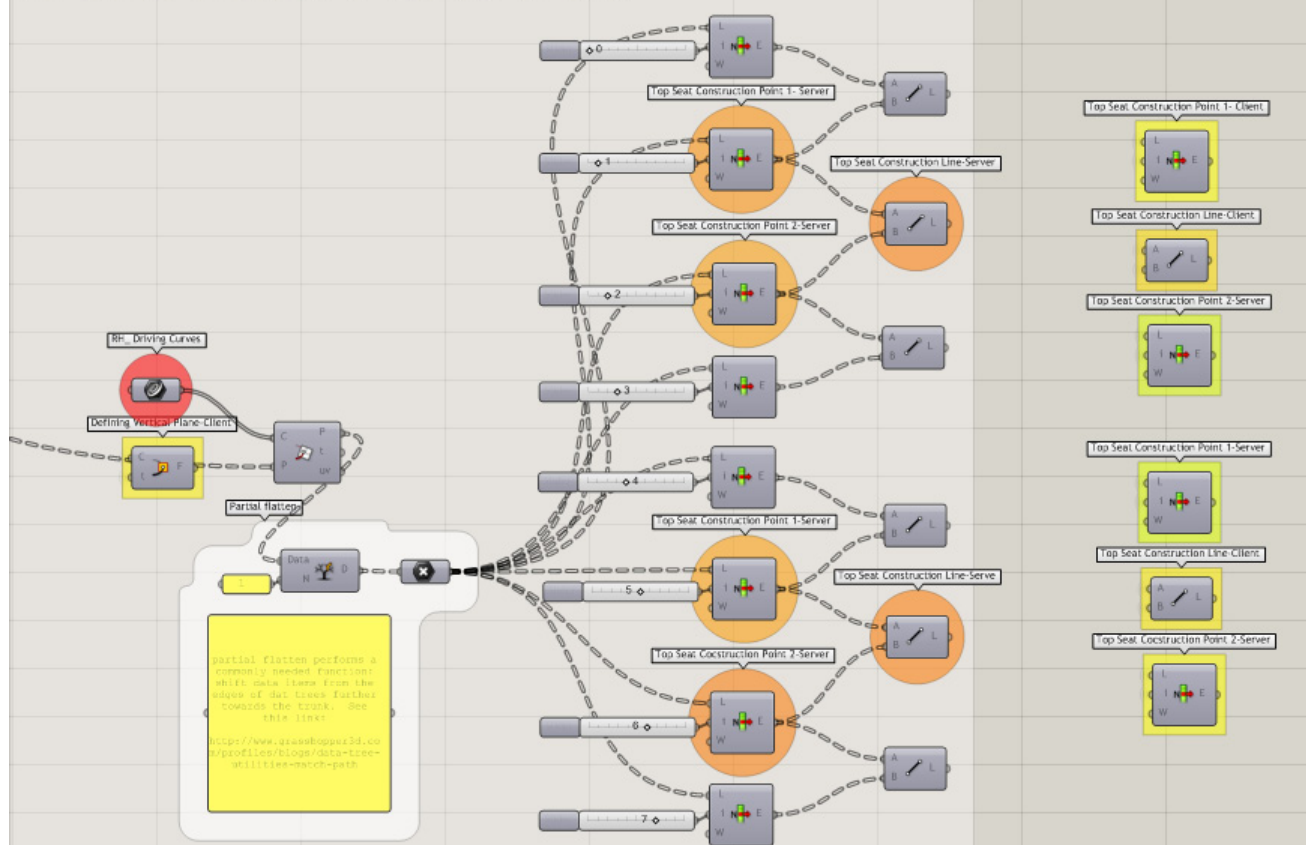 L
0
I N E
W
A
B L
Top Seat Construction Point 1- Server
L
1
I N E
W
Top Seat Construction Line-Server
A
B L
Top Seat Construction Point 2-Server
L
2
I N E
W
A
B L
L
3
I N E
W
RH_ Driving Curves
Defining Vertical Plane-Client
C F
t
C P
t
P uv
Partial flatten
Data
N D
1
partial flatten performs a
commonly needed function:
shift data items from the
edges of dat trees further
towards the trunk. See
this link:
http://www.grasshopper3d.co
m/profiles/blogs/data-tree-
utilities-match-path
L
4
I N E
W
A
B L
Top Seat Construction Point 1-Server
L
5
I N E
W
Top Seat Construction Line-Serve
A
B L
Top Seat Cocstruction Point 2-Server
L
6
I N E
W
A
B L
L
7
I N E
W
Top Seat Construction Point 1- Client
L
I N E
W
Top Seat Construction Line-Client
A
B L
Top Seat Construction Point 2-Server
L
I N E
W
Top Seat Construction Point 1-Server
L
I N E
W
Top Seat Construction Line-Client
A
B L
Top Seat Cocstruction Point 2-Server
L
I N E
W